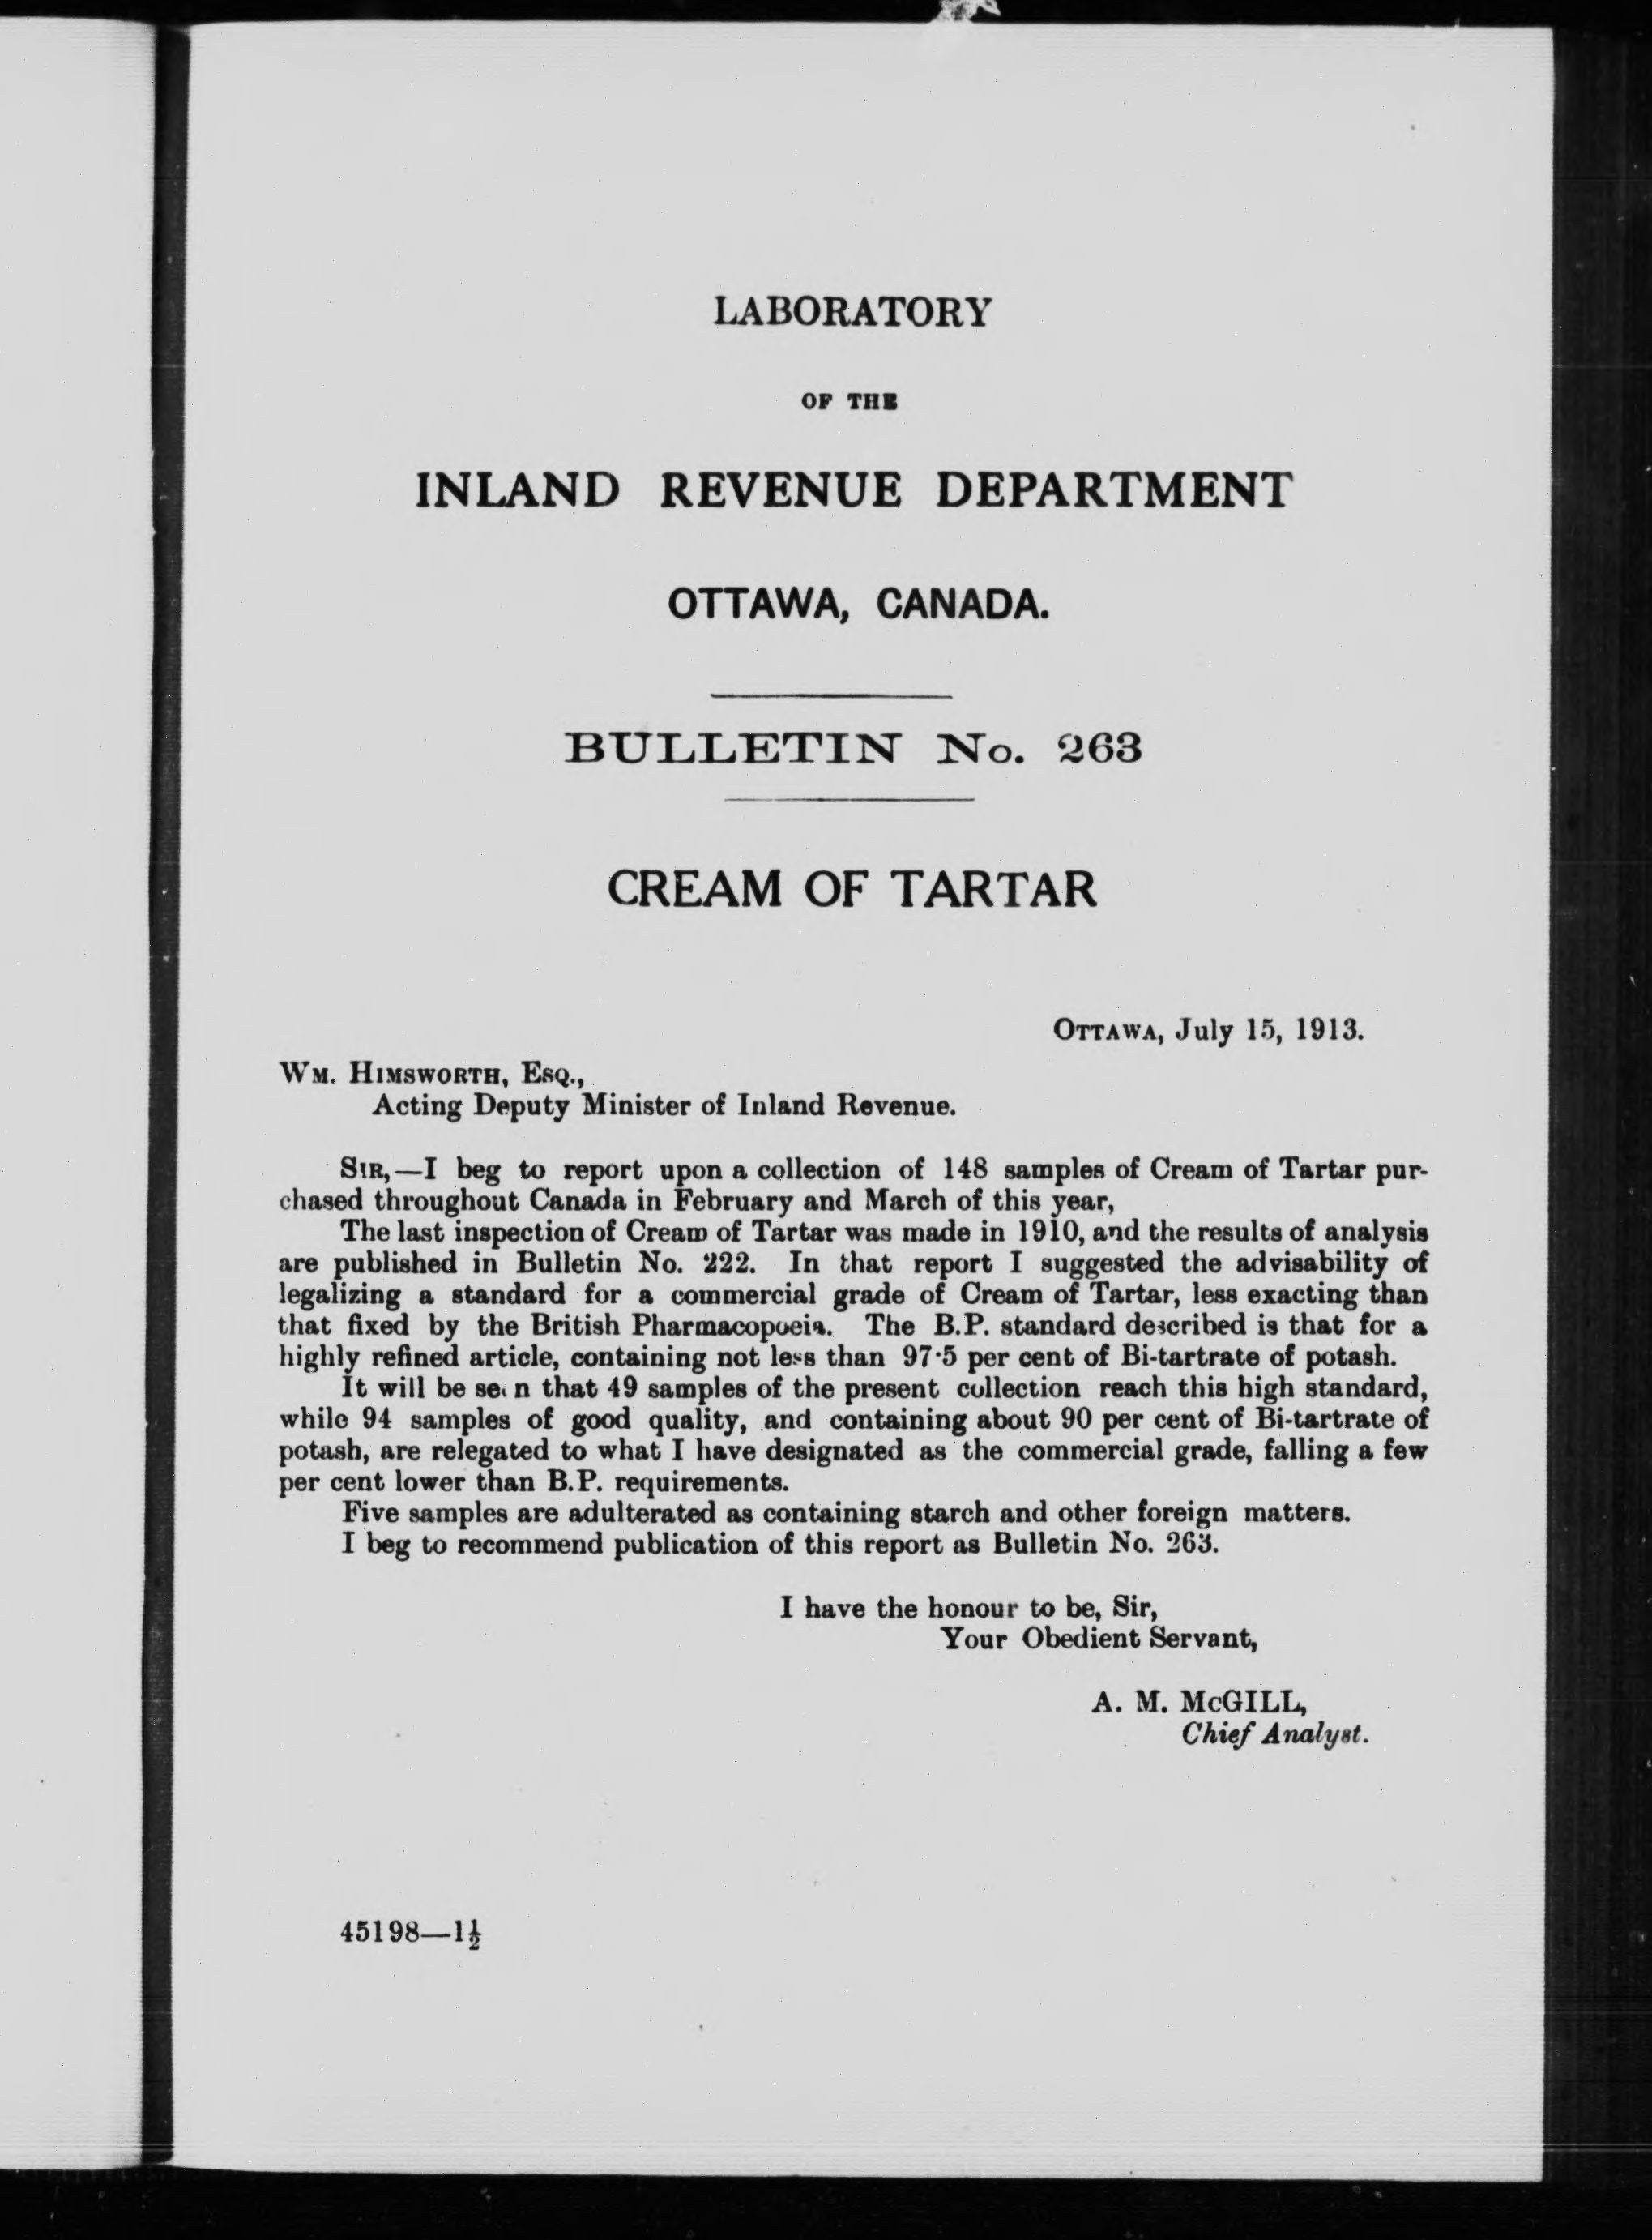 LABORATORY
OF THE
INLAND REVENUE DEPARTMENT
OTTAWA, CANADA.
BULLETIN No. 263
CREAM OF TARTAR
OTTAWA, July 15, 1913.
WM. HIMSWORTH, ESQ.,
Acting Deputy Minister of Inland Revenue.
SIR,—I beg to report upon a collection of 148 samples of Cream of Tartar pur-
chased throughout Canada in February and March of this year,
The last inspection of Cream of Tartar was made in 1910, and the results of analysis
are published in Bulletin No. 222. In that report I suggested the advisability of
legalizing a standard for a commercial grade of Cream of Tartar, less exacting than
that fixed by the British Pharmacopoeia. The B.P. standard described is that for a
highly refined article, containing not less than 97·5 per cent of Bi-tartrate of potash.
It will be seen that 49 samples of the present collection reach this high standard,
while 94 samples of good quality, and containing about 90 per cent of Bi-tartrate of
potash, are relegated to what I have designated as the commercial grade, falling a few
per cent lower than B.P. requirements.
Five samples are adulterated as containing starch and other foreign matters.
I beg to recommend publication of this report as Bulletin No. 263.
I have the honour to be, Sir,
Your Obedient Servant,
A. M. McGILL,
Chief Analyst.
45198—1½